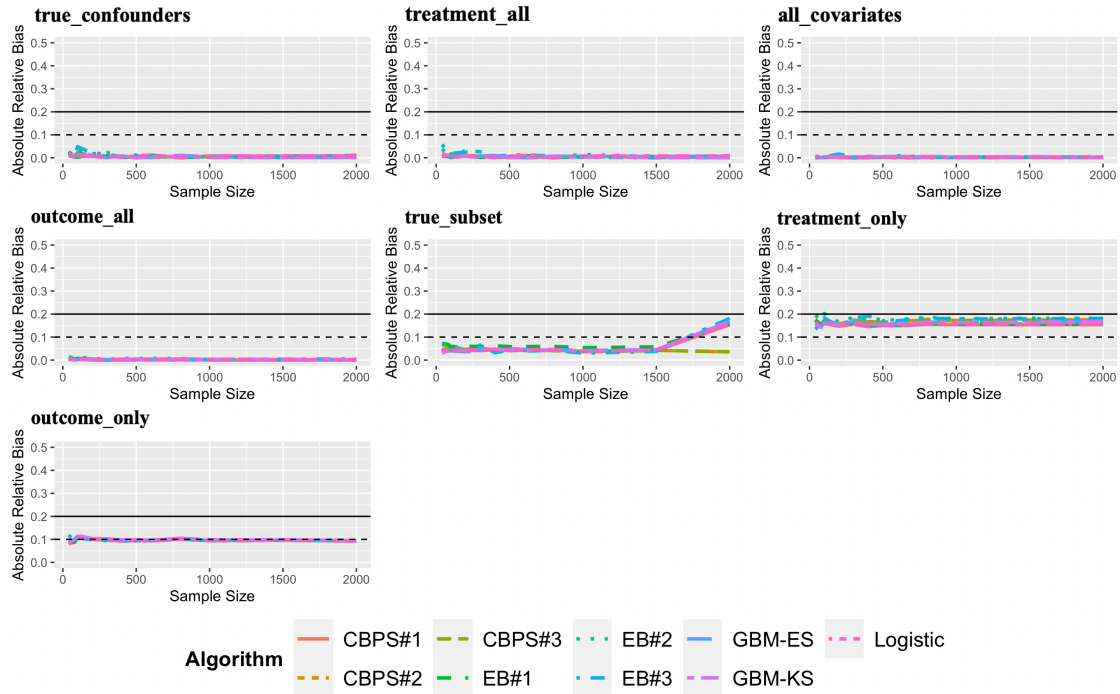 true_confounders
Absolute Relative Bias
0.5
0.4
0.3
0.2
0.1
0.0
0 500 1000 1500 2000
Sample Size
treatment_all
Absolute Relative Bias
0.5
0.4
0.3
0.2
0.1
0.0
0 500 1000 1500 2000
Sample Size
all_covariates
Absolute Relative Bias
0.5
0.4
0.3
0.2
0.1
0.0
0 500 1000 1500 2000
Sample Size
outcome_all
Absolute Relative Bias
0.5
0.4
0.3
0.2
0.1
0.0
0 500 1000 1500 2000
Sample Size
true_subset
Absolute Relative Bias
0.5
0.4
0.3
0.2
0.1
0.0
0 500 1000 1500 2000
Sample Size
treatment_only
Absolute Relative Bias
0.5
0.4
0.3
0.2
0.1
0.0
0 500 1000 1500 2000
Sample Size
outcome_only
Absolute Relative Bias
0.5
0.4
0.3
0.2
0.1
0.0
0 500 1000 1500 2000
Sample Size
Algorithm
CBPS#1 CBPS#3 EB#2 GBM-ES Logistic
CBPS#2 EB#1 EB#3 GBM-KS